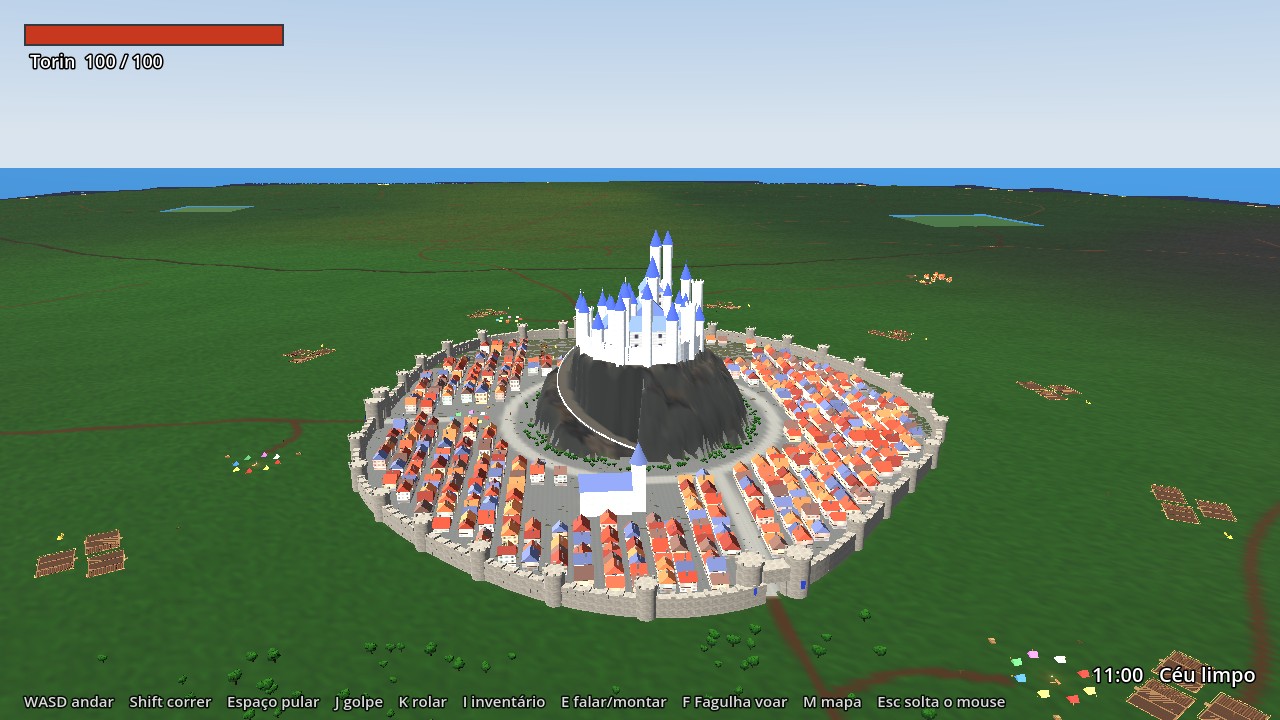 Torin 100 / 100
11:00 Céu limpo
WASD andar Shift correr Espaço pular J golpe K rolar I inventário E falar/montar F Fagulha voar M mapa Esc solta o mouse